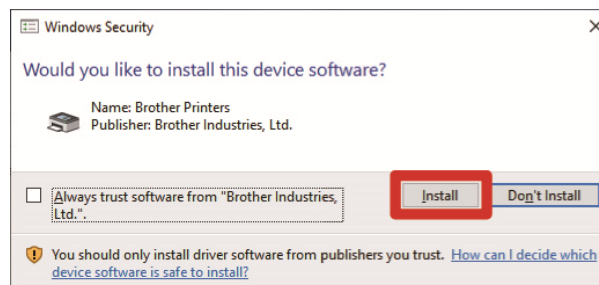 Windows Security
Would you like to install this device software?
Name: Brother Printers
Publisher: Brother Industries, Ltd.
Always trust software from "Brother Industries,
Ltd.".
Install
Don't Install
You should only install driver software from publishers you trust. How can I decide which
device software is safe to install?